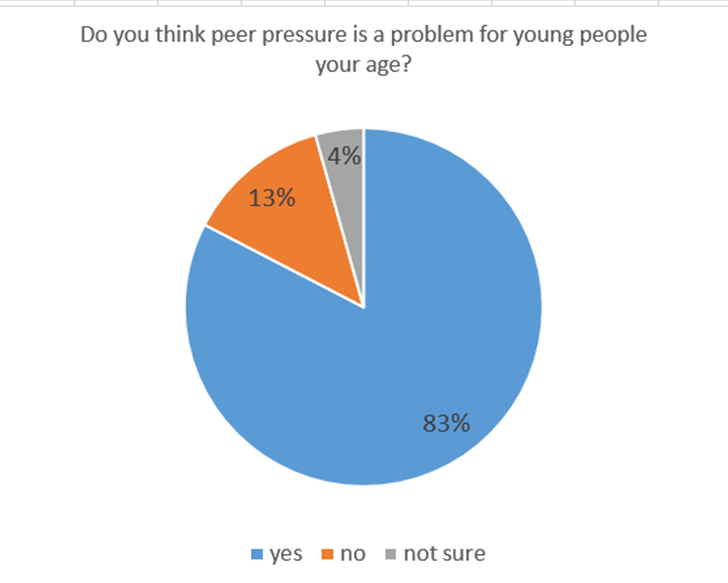 Do you think peer pressure is a problem for young people
your age?
4%
13%
83%
yes no not sure